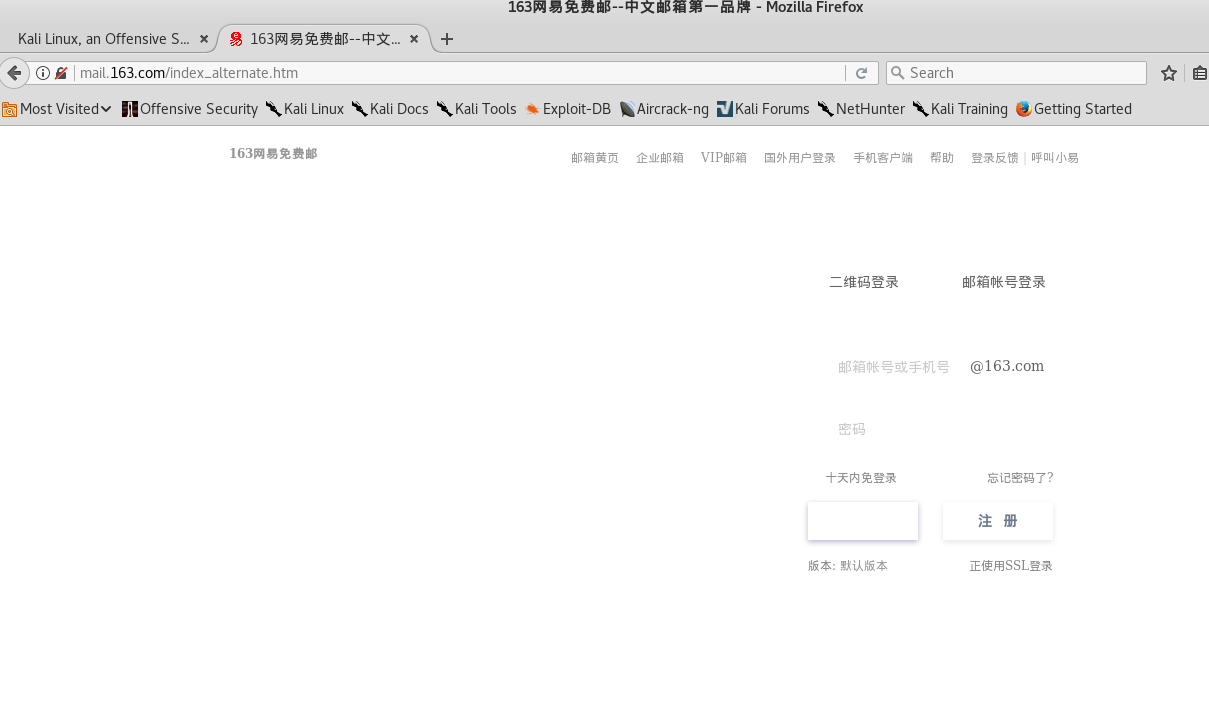 163网易免费邮--中文邮箱第一品牌 - Mozilla Firefox
Kali Linux, an Offensive S... 163网易免费邮--中文...
mail.163.com/index_alternate.htm Search
Most Visited Offensive Security Kali Linux Kali Docs Kali Tools Exploit-DB Aircrack-ng Kali Forums NetHunter Kali Training Getting Started
163网易免费邮 邮箱黄页 企业邮箱 VIP邮箱 国外用户登录 手机客户端 帮助 登录反馈 | 呼叫小易
二维码登录 邮箱帐号登录
邮箱帐号或手机号 @163.com
密码
十天内免登录 忘记密码了?
注 册
版本: 默认版本 正使用SSL登录